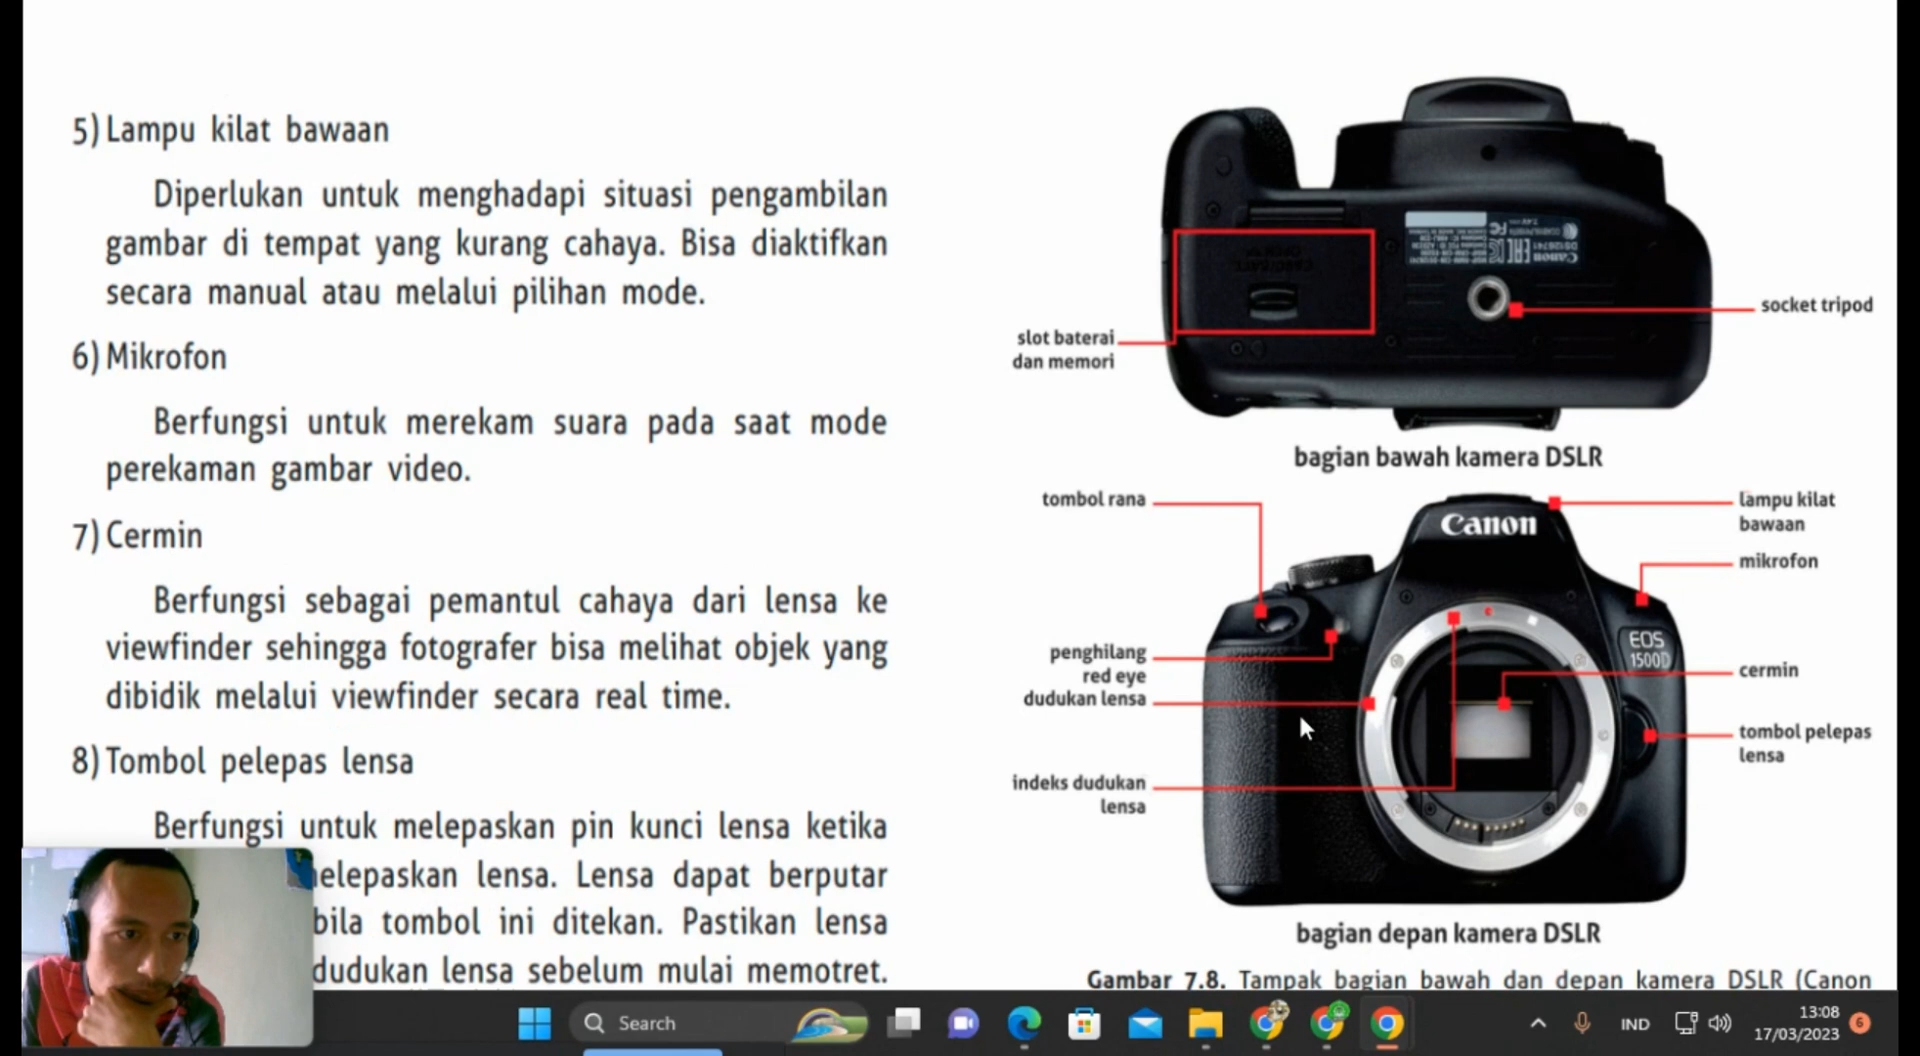 5) Lampu kilat bawaan
Diperlukan untuk menghadapi situasi pengambilan
gambar di tempat yang kurang cahaya. Bisa diaktifkan
secara manual atau melalui pilihan mode.
6) Mikrofon
Berfungsi untuk merekam suara pada saat mode
perekaman gambar video.
7) Cermin
Berfungsi sebagai pemantul cahaya dari lensa ke
viewfinder sehingga fotografer bisa melihat objek yang
dibidik melalui viewfinder secara real time.
8) Tombol pelepas lensa
Berfungsi untuk melepaskan pin kunci lensa ketika
elepaskan lensa. Lensa dapat berputar
bila tombol ini ditekan. Pastikan lensa
dudukan lensa sebelum mulai memotret.
slot baterai
dan memori
socket tripod
Canon
bagian bawah kamera DSLR
tombol rana
lampu kilat
bawaan
mikrofon
Canon
EOS
1500D
penghilang
red eye
dudukan lensa
cermin
tombol pelepas
lensa
indeks dudukan
lensa
bagian depan kamera DSLR
Gambar 7.8. Tampak bagian bawah dan depan kamera DSLR (Canon
Search
IND
13:08
17/03/2023
6